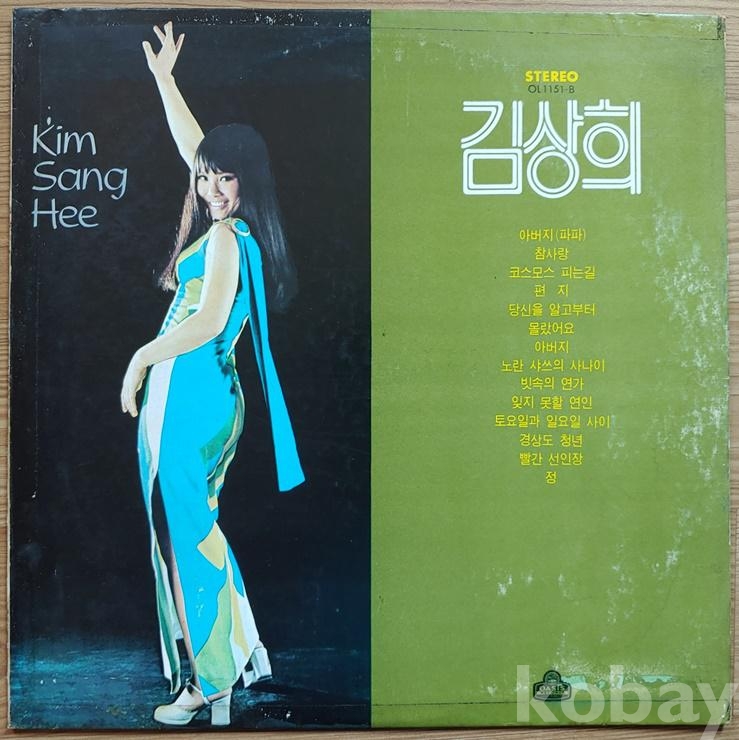 Kim
Sang
Hee
STEREO
OL1151-B
김상희
아버지(파파)
참사랑
코스모스 피는길
편 지
당신을 알고부터
몰랐어요
아버지
노란 샤쓰의 사나이
빗속의 연가
잊지 못할 연인
토요일과 일요일 사이
경상도 청년
빨간 선인장
정
OASIS
kobay